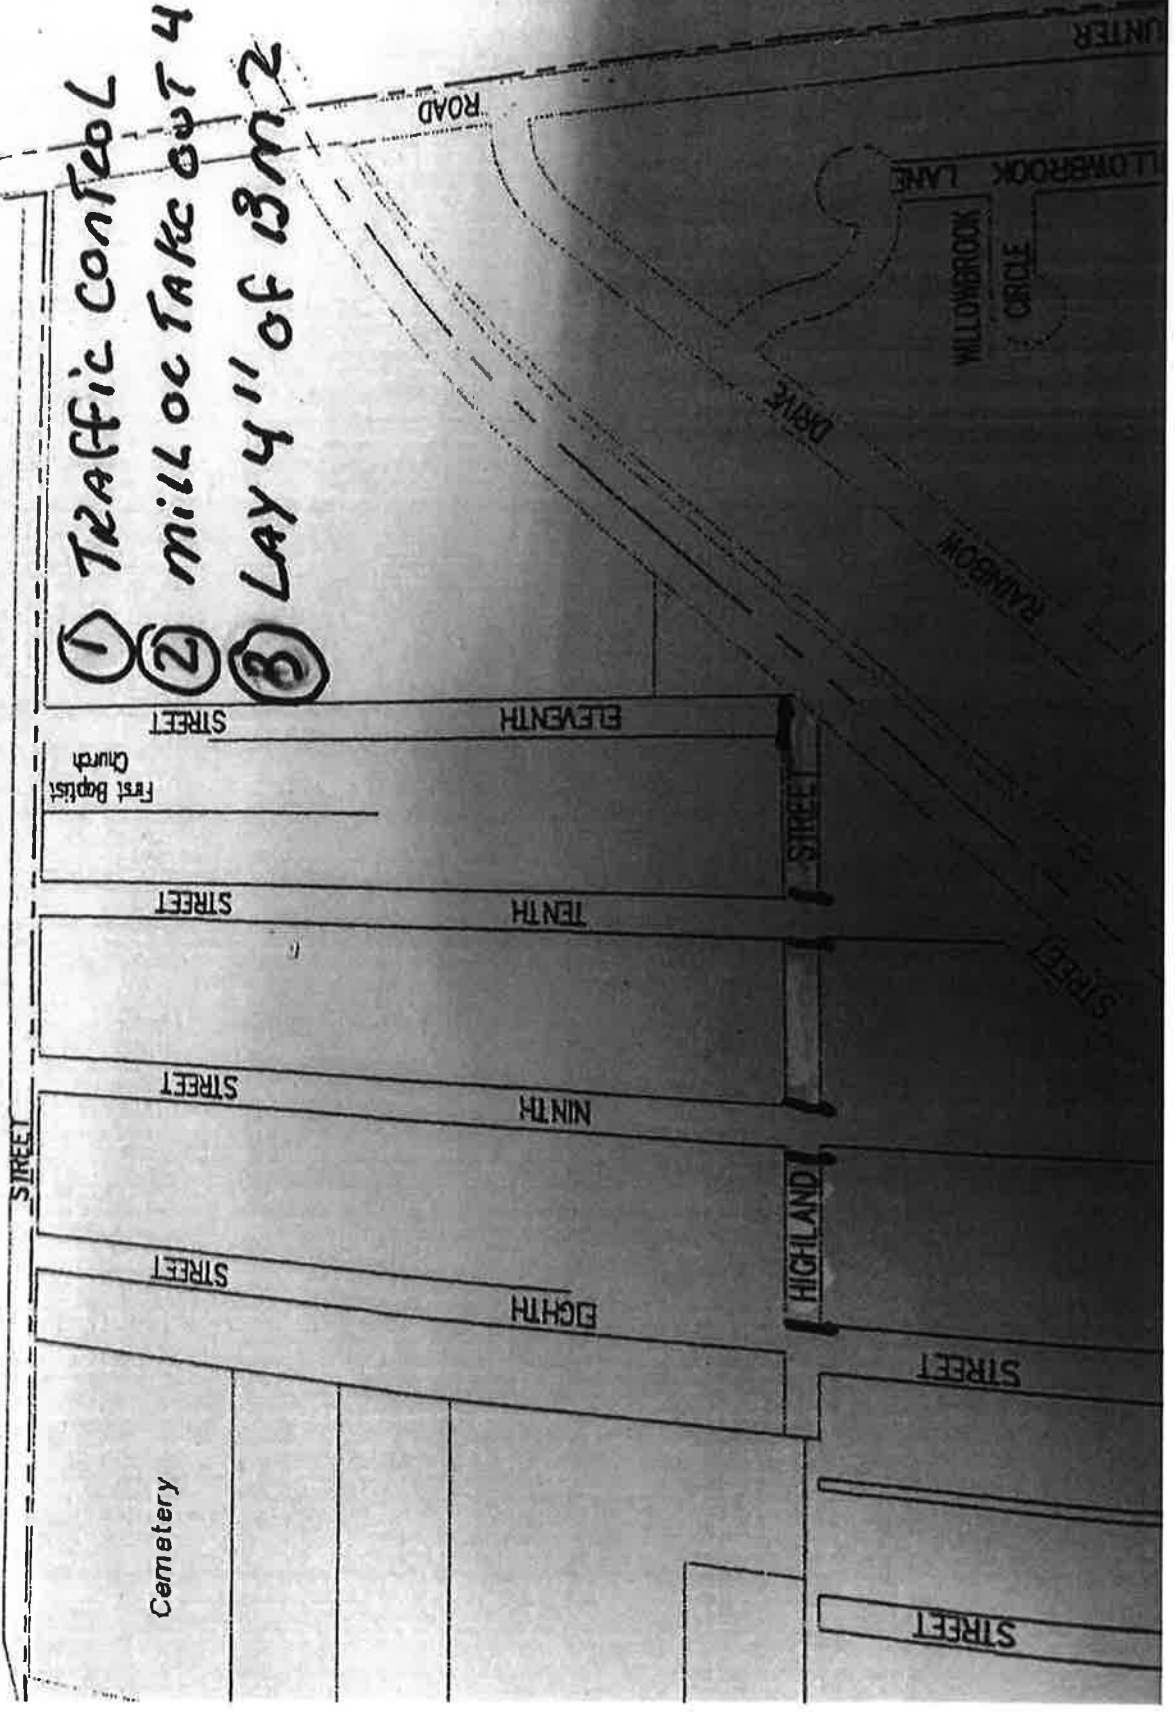 ① TRAffic CONTROL
② mill oc TAKe out 4
③ LAY 4" of Bm 2
STREET
First Baptist
Church
ELEVENTH STREET
TENTH STREET
NINTH STREET
EIGHTH STREET
Cemetery
HIGHLAND STREET
STREET
STREET
STREET
ROAD
UNTER
RAINBOW DRIVE
LLOWBROOK LANE
WILLOWBROOK
CIRCLE